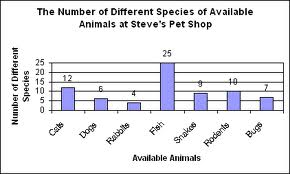 The Number of Different Species of Available
Animals at Steve's Pet Shop
Number of Different
Species
25
20
15
10
5
0
12
6
4
25
9
10
7
Cats
Dogs
Rabbits
Fish
Snakes
Rodents
Bugs
Available Animals